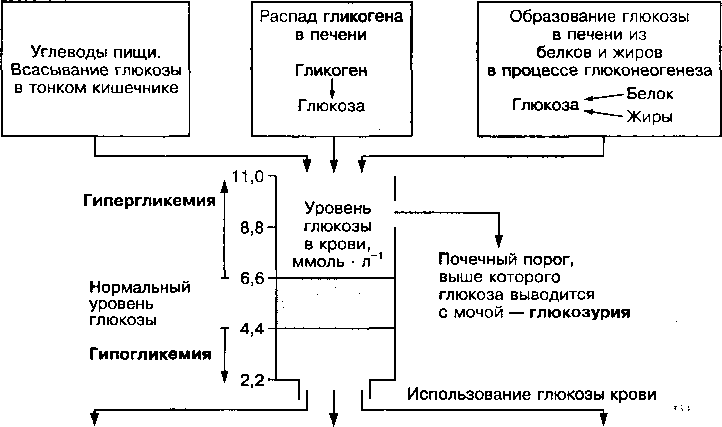 Углеводы пищи.
Всасывание глюкозы
в тонком кишечнике
Распад гликогена
в печени
Гликоген
Глюкоза
Образование глюкозы
в печени из
белков и жиров
в процессе глюконеогенеза
Глюкоза
Белок
Жиры
11,0
Гипергликемия
8,8
Уровень
глюкозы
в крови,
ммоль · л⁻¹
Почечный порог,
выше которого
глюкоза выводится
с мочой — глюкозурия
6,6
Нормальный
уровень
глюкозы
4,4
Гипогликемия
2,2
Использование глюкозы крови